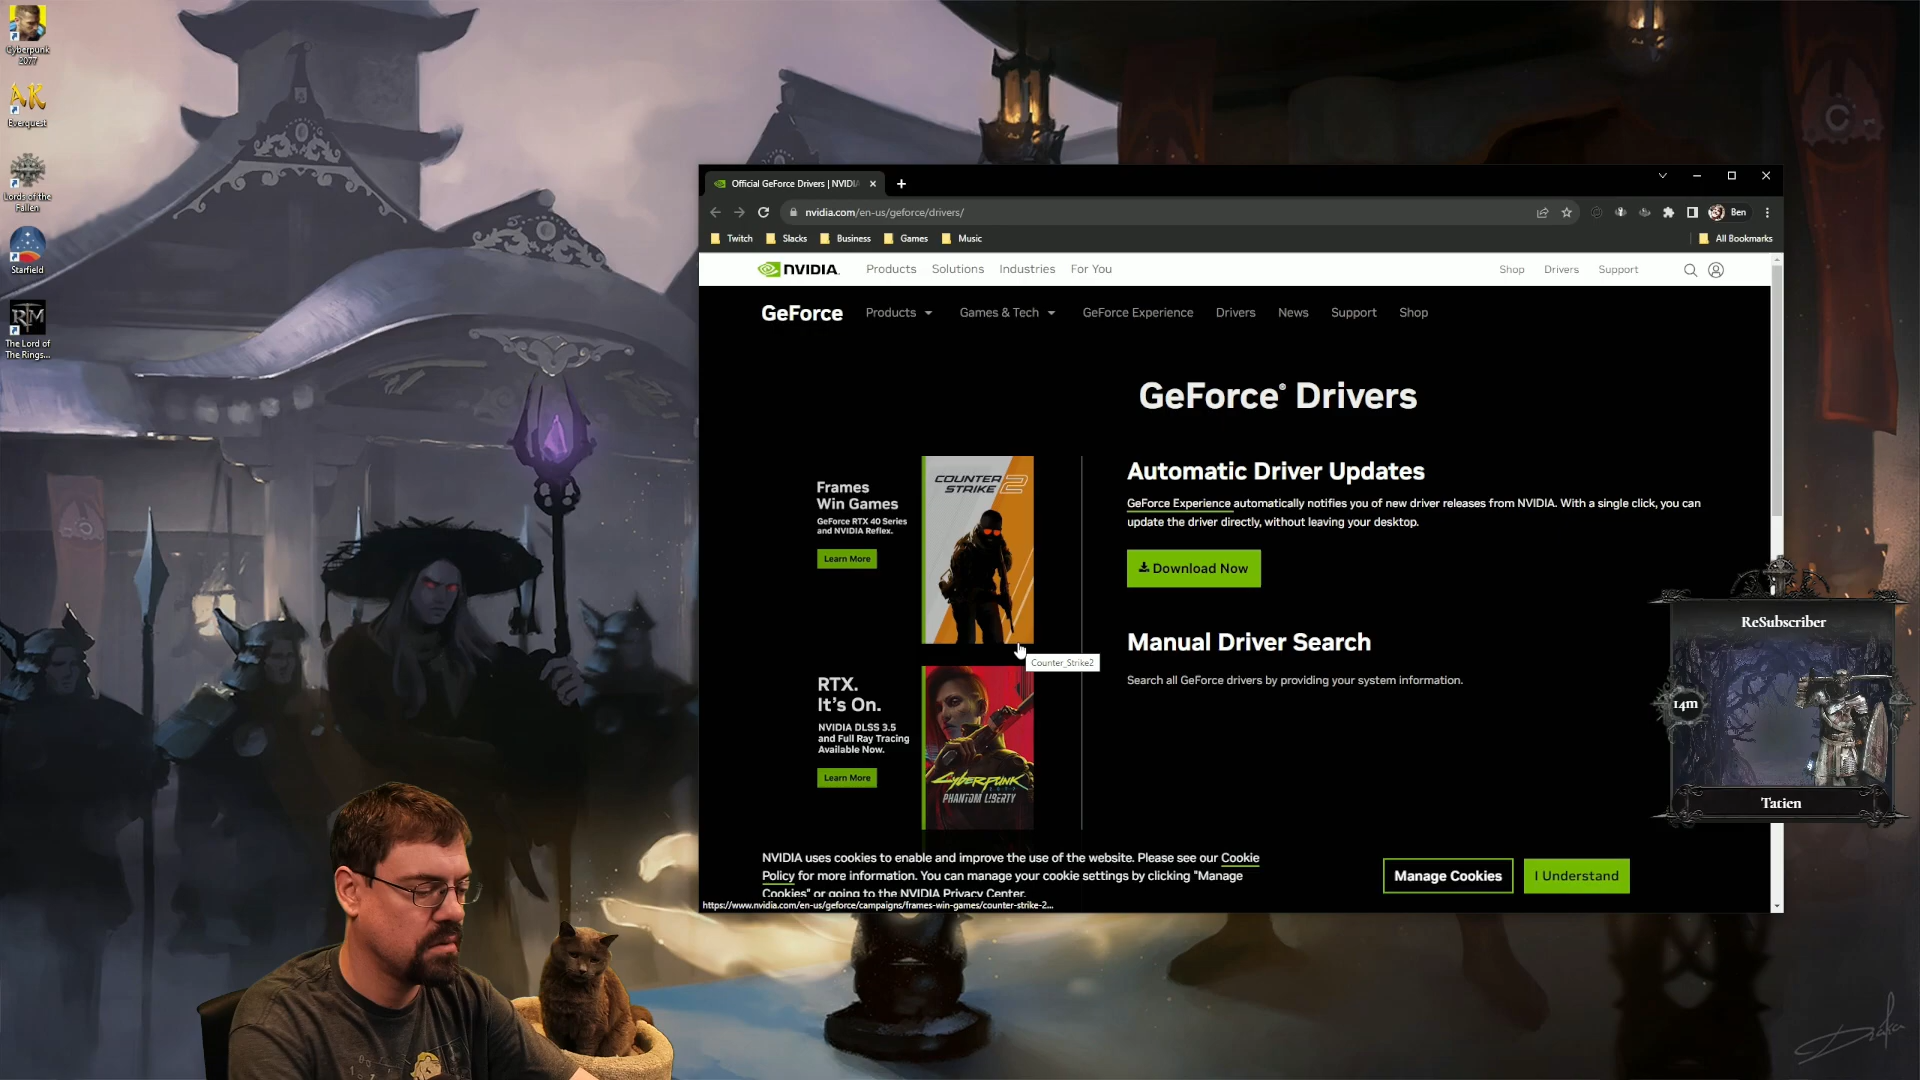 Cyberpunk
2077
AK
Everquest
Lords of the
Fallen
Starfield
RTM
The Lord of
The Rings...
Official GeForce Drivers | NVIDIA
nvidia.com/en-us/geforce/drivers/
Ben
Twitch
Slacks
Business
Games
Music
All Bookmarks
NVIDIA.
Products
Solutions
Industries
For You
Shop
Drivers
Support
GeForce
Products
Games & Tech
GeForce Experience
Drivers
News
Support
Shop
GeForce® Drivers
Frames
Win Games
GeForce RTX 40 Series
and NVIDIA Reflex.
Learn More
COUNTER
STRIKE 2
Counter_Strike2
RTX.
It's On.
NVIDIA DLSS 3.5
and Full Ray Tracing
Available Now.
Learn More
Cyberpunk
2077
PHANTOM LIBERTY
Automatic Driver Updates
GeForce Experience automatically notifies you of new driver releases from NVIDIA. With a single click, you can
update the driver directly, without leaving your desktop.
Download Now
Manual Driver Search
Search all GeForce drivers by providing your system information.
NVIDIA uses cookies to enable and improve the use of the website. Please see our Cookie
Policy for more information. You can manage your cookie settings by clicking "Manage
Cookies" or going to the NVIDIA Privacy Center.
Manage Cookies
I Understand
https://www.nvidia.com/en-us/geforce/campaigns/frames-win-games/counter-strike-2...
ReSubscriber
14m
Tatien